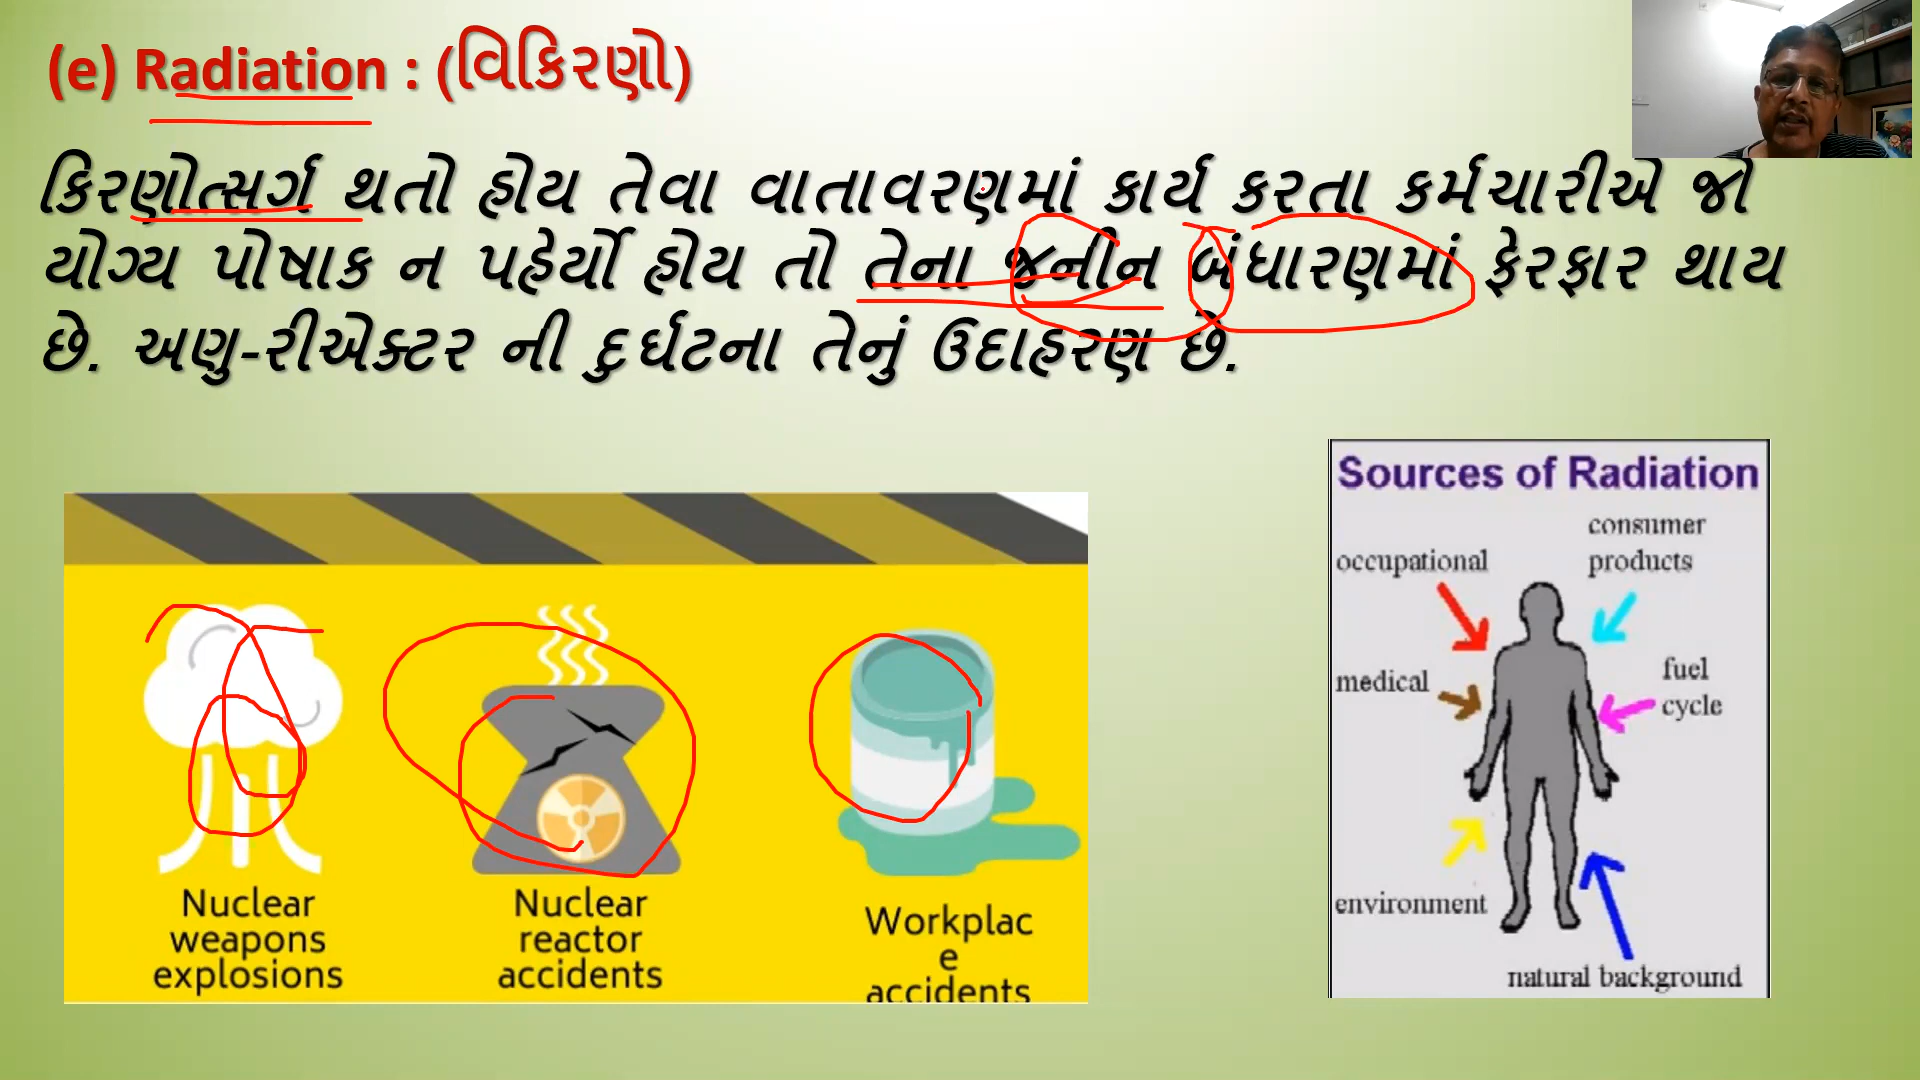 (e) Radiation : (વિકિરણો)
કિરણોત્સર્ગ થતો હોય તેવા વાતાવરણમાં કાર્ય કરતા કર્મચારીએ જો
યોગ્ય પોષાક ન પહેર્યો હોય તો તેના જનીન બંધારણમાં ફેરફાર થાય
છે. અણુ-રીએક્ટર ની દુર્ઘટના તેનું ઉદાહરણ છે.
Nuclear
weapons
explosions
Nuclear
reactor
accidents
Workplac
e
accidents
Sources of Radiation
consumer
products
occupational
medical
fuel
cycle
environment
natural background